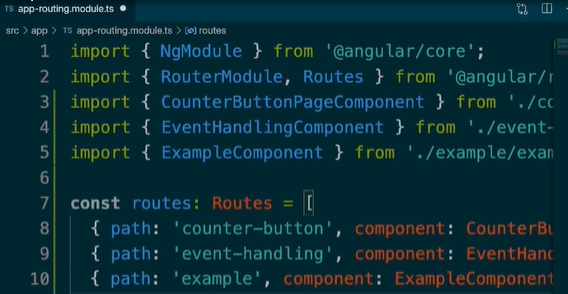 TS app-routing.module.ts
src > app > TS app-routing.module.ts > routes
1 import { NgModule } from '@angular/core';
2 import { RouterModule, Routes } from '@angular/r
3 import { CounterButtonPageComponent } from './co
4 import { EventHandlingComponent } from './event-
5 import { ExampleComponent } from './example/exam
6
7 const routes: Routes = [
8 { path: 'counter-button', component: CounterBu
9 { path: 'event-handling', component: EventHand
10 { path: 'example', component: ExampleComponent